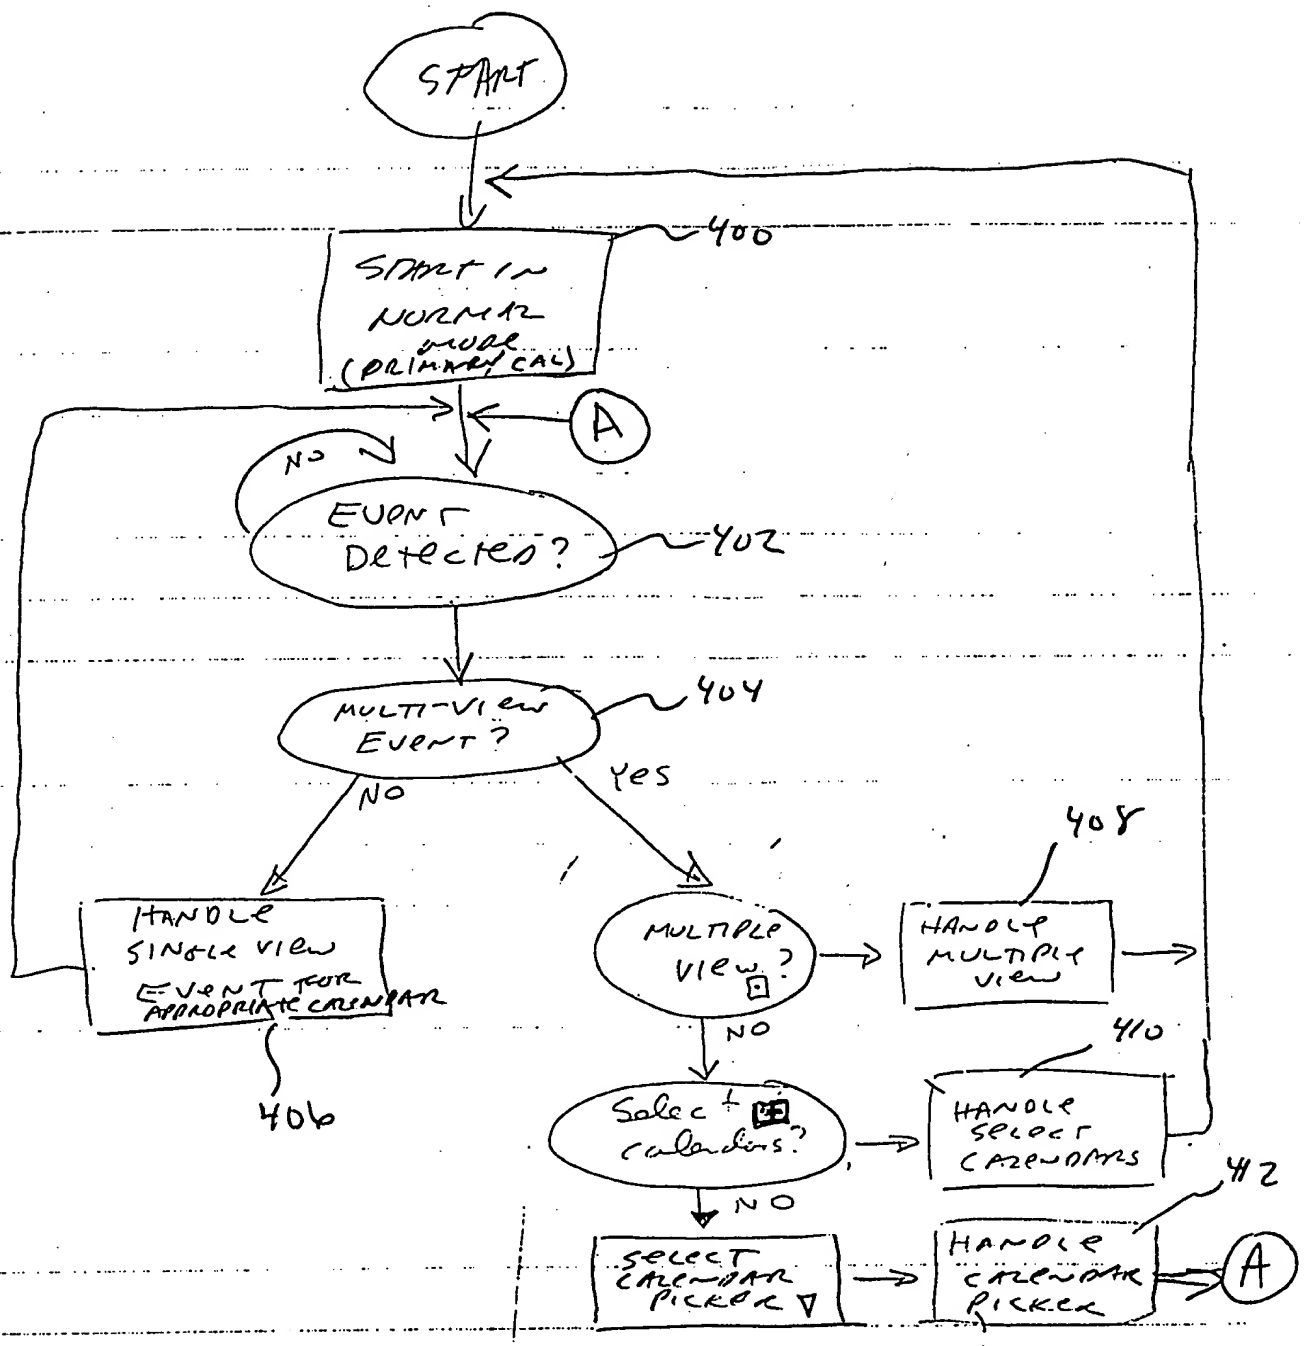 START
400
START IN
NORMAL
MODE
(PRIMARY CAL)
A
NO
EVENT
Detected?
402
MULTI-VIEW
EVENT?
404
NO
Yes
408
HANDLE
SINGLE VIEW
EVENT FOR
APPROPRIATE CALENDAR
406
MULTIPLE
VIEW?
HANDLE
MULTIPLE
VIEW
NO
410
Select
calendars?
HANDLE
SELECT
CALENDARS
NO
412
SELECT
CALENDAR
PICKER
HANDLE
CALENDAR
PICKER
A